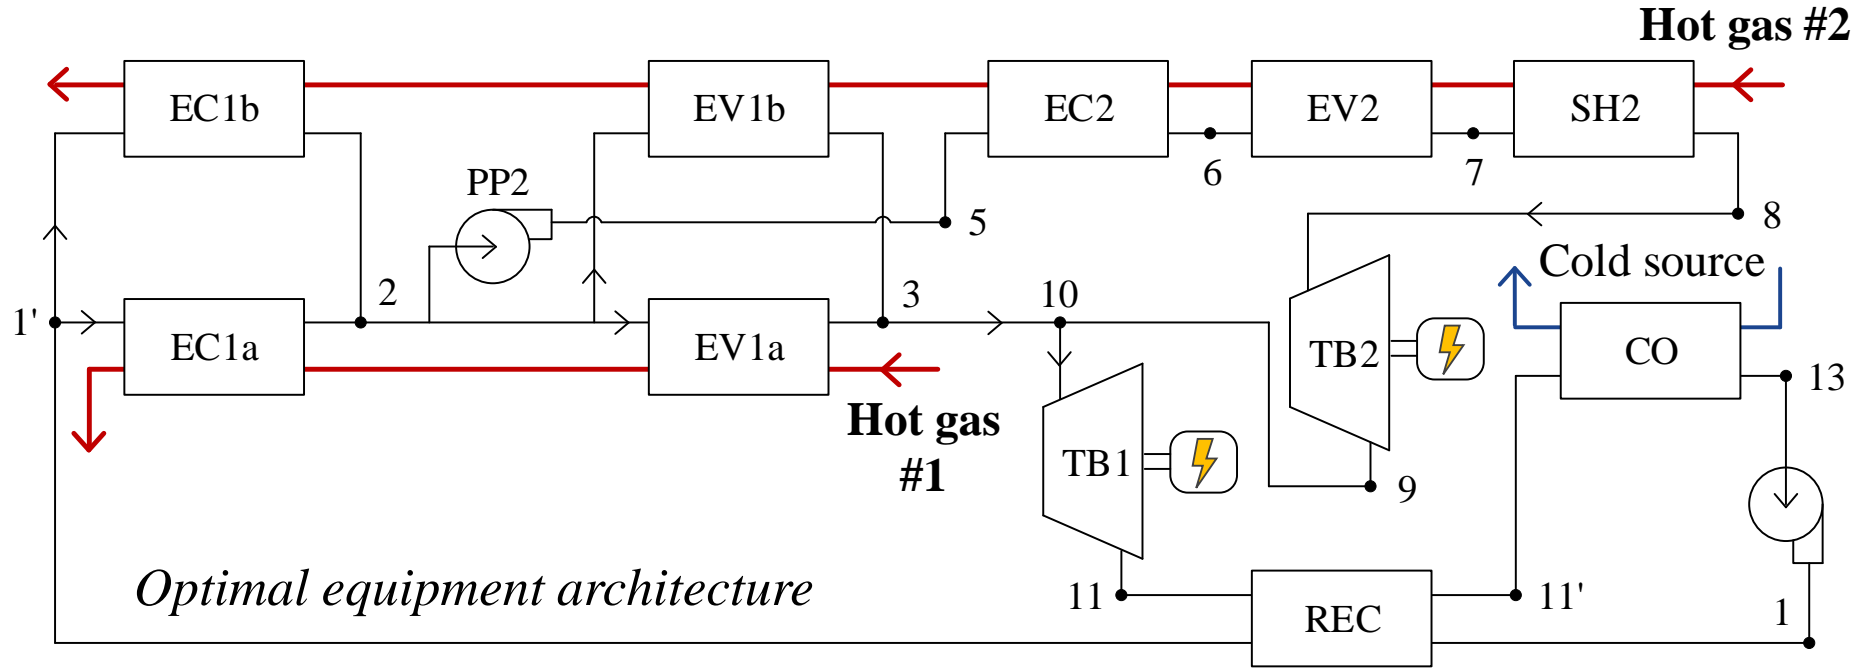 Hot gas #2
EC1b
EV1b
EC2
EV2
SH2
PP2
6
7
5
8
Cold source
2
3
10
1'
EC1a
EV1a
TB2
CO
13
Hot gas
#1
TB1
9
Optimal equipment architecture
11
REC
11'
1